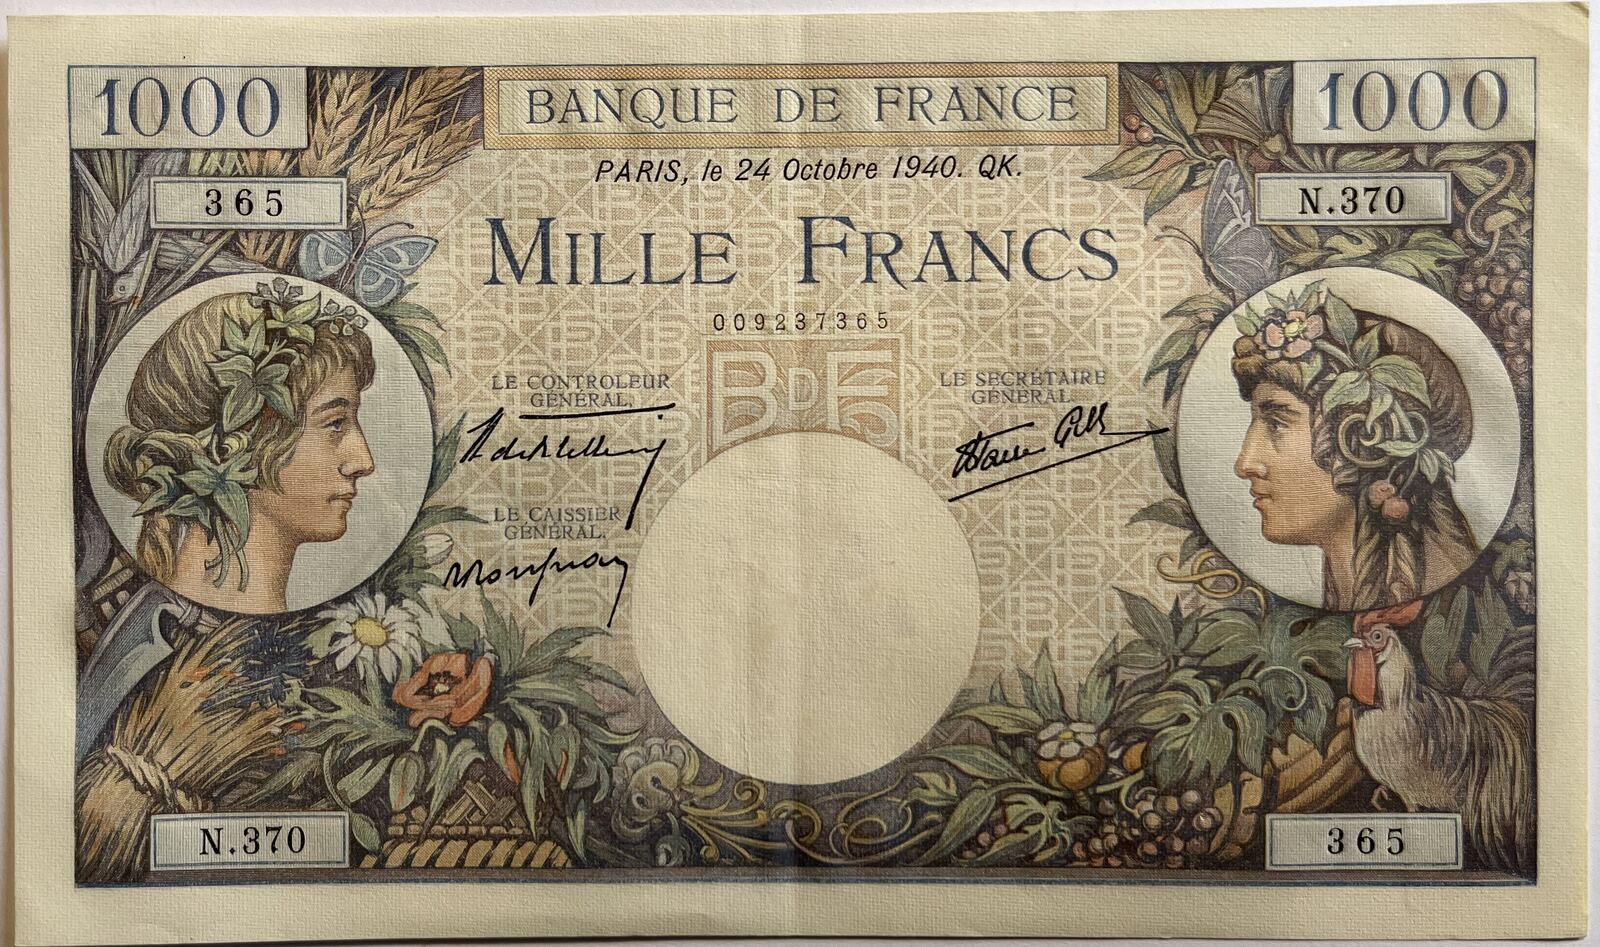 1000
BANQUE DE FRANCE
1000
PARIS, le 24 Octobre 1940. QK.
365
N.370
MILLE FRANCS
009237365
BDF
LE CONTROLEUR
GÉNÉRAL.
LE SECRÉTAIRE
GÉNÉRAL
LE CAISSIER
GÉNÉRAL.
N.370
365